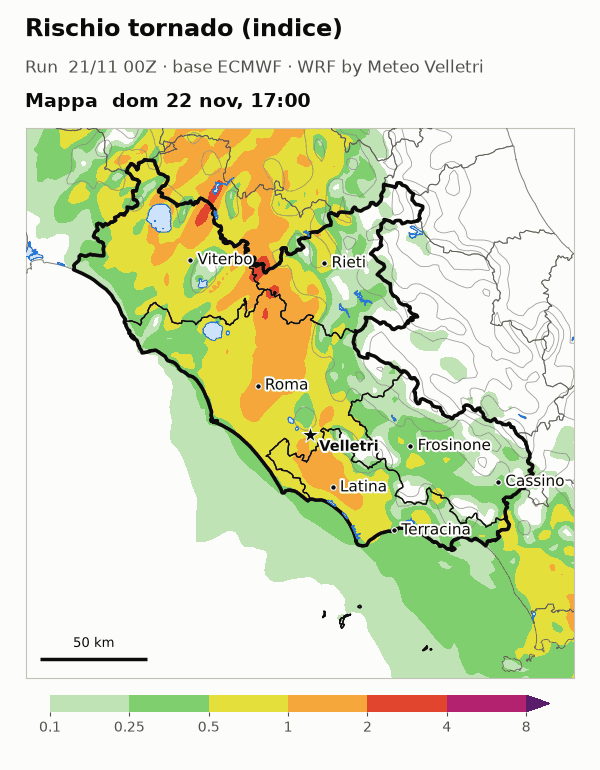 Rischio tornado (indice)
Run  21/11 00Z · base ECMWF · WRF by Meteo Velletri
Mappa  dom 22 nov, 17:00
Viterbo
Rieti
Roma
Velletri
Frosinone
Cassino
Latina
Terracina
50 km
0.1 0.25 0.5 1 2 4 8